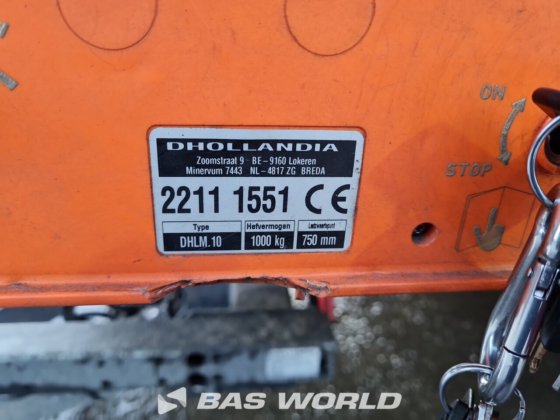 ON
STOP
DHOLLANDIA
Zoomstraat 9 - BE - 9160 Lokeren
Minervum 7443 NL - 4817 ZG BREDA
2211 1551 CE
Type Hefvermogen Lastzwaartpunt
DHLM.10 1000 kg 750 mm
BAS WORLD